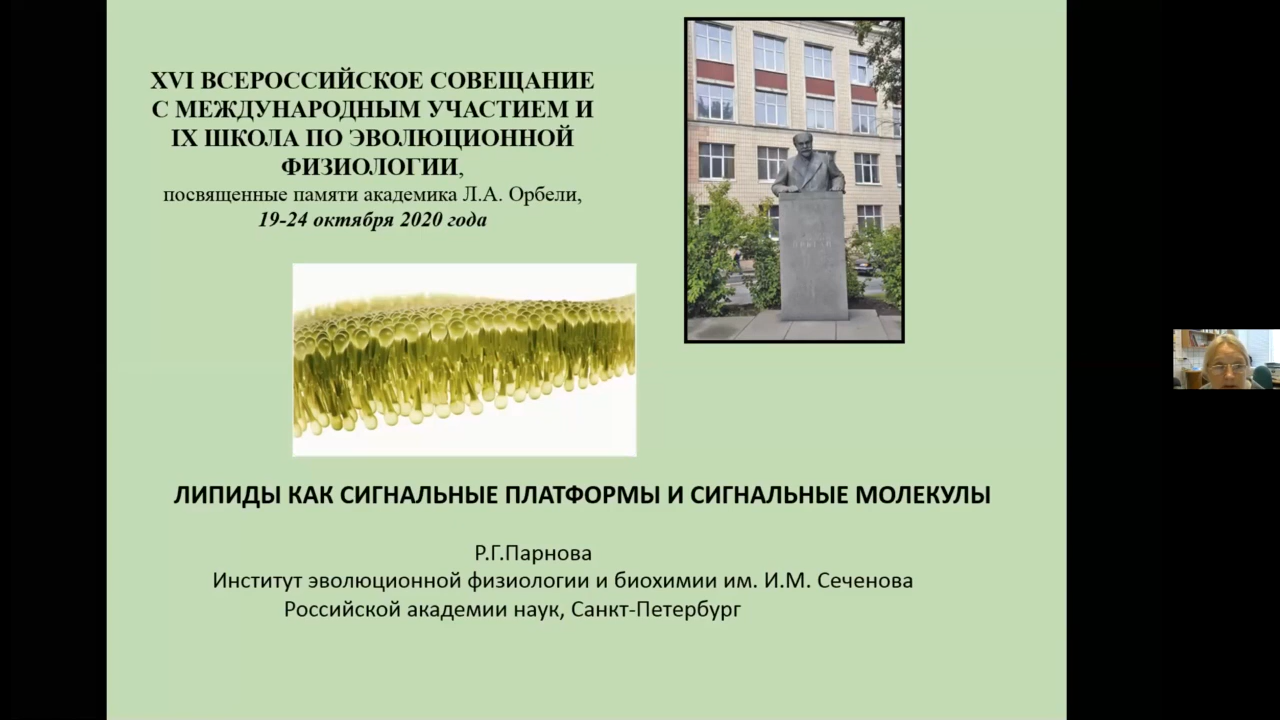 XVI ВСЕРОССИЙСКОЕ СОВЕЩАНИЕ
С МЕЖДУНАРОДНЫМ УЧАСТИЕМ И
IX ШКОЛА ПО ЭВОЛЮЦИОННОЙ
ФИЗИОЛОГИИ,
посвященные памяти академика Л.А. Орбели,
19-24 октября 2020 года
ЛИПИДЫ КАК СИГНАЛЬНЫЕ ПЛАТФОРМЫ И СИГНАЛЬНЫЕ МОЛЕКУЛЫ
Р.Г.Парнова
Институт эволюционной физиологии и биохимии им. И.М. Сеченова
Российской академии наук, Санкт-Петербург